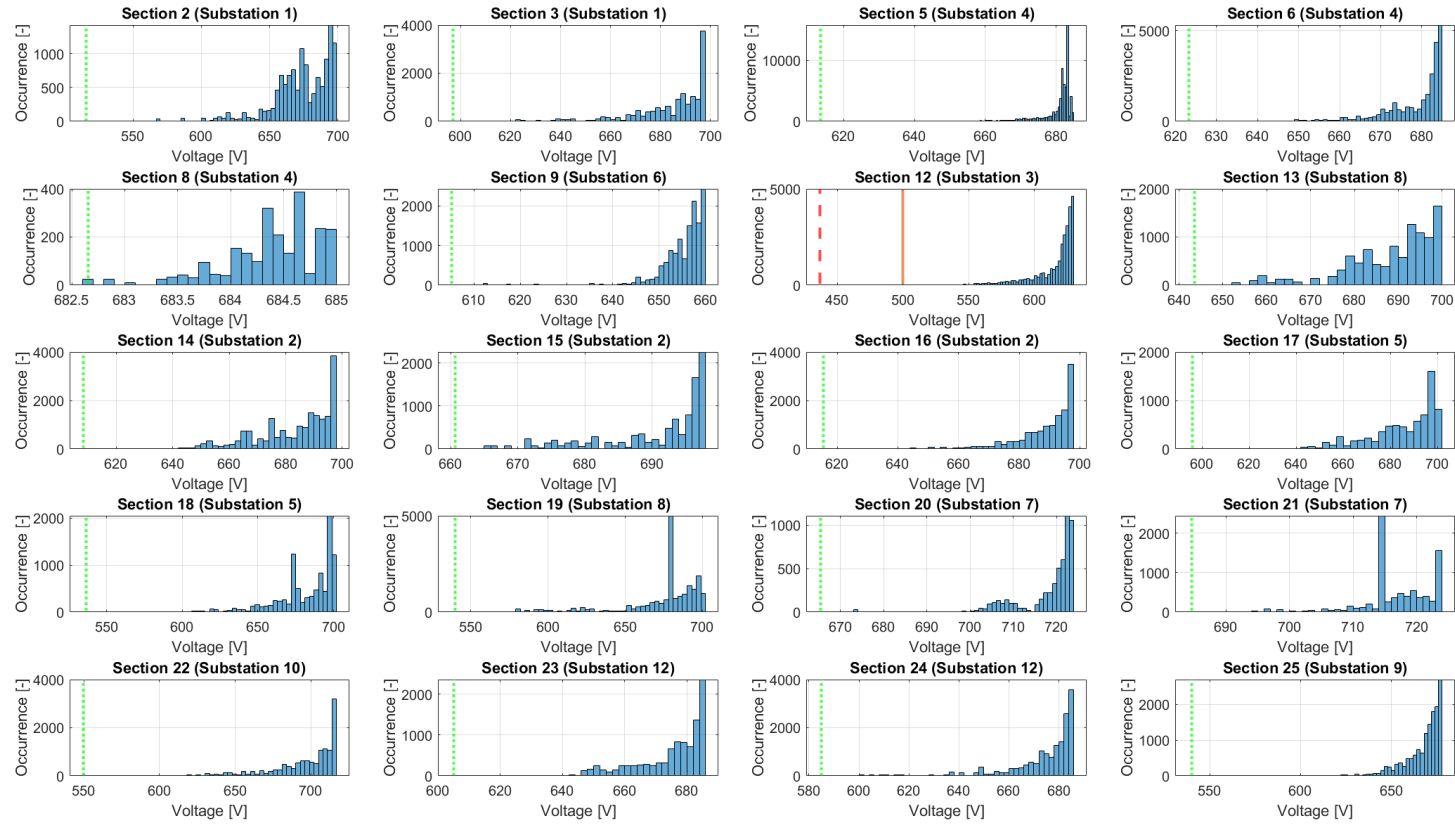 Section 2 (Substation 1)
Occurrence [-]
1000
500
0
550 600 650 700
Voltage [V]
Section 3 (Substation 1)
Occurrence [-]
4000
2000
0
600 620 640 660 680 700
Voltage [V]
Section 5 (Substation 4)
Occurrence [-]
10000
0
620 640 660 680
Voltage [V]
Section 6 (Substation 4)
Occurrence [-]
5000
0
620 630 640 650 660 670 680
Voltage [V]
Section 8 (Substation 4)
Occurrence [-]
400
200
0
682.5 683 683.5 684 684.5 685
Voltage [V]
Section 9 (Substation 6)
Occurrence [-]
2000
1000
0
610 620 630 640 650 660
Voltage [V]
Section 12 (Substation 3)
Occurrence [-]
5000
0
450 500 550 600
Voltage [V]
Section 13 (Substation 8)
Occurrence [-]
2000
1000
0
640 650 660 670 680 690 700
Voltage [V]
Section 14 (Substation 2)
Occurrence [-]
4000
2000
0
620 640 660 680 700
Voltage [V]
Section 15 (Substation 2)
Occurrence [-]
2000
1000
0
660 670 680 690
Voltage [V]
Section 16 (Substation 2)
Occurrence [-]
4000
2000
0
620 640 660 680 700
Voltage [V]
Section 17 (Substation 5)
Occurrence [-]
2000
1000
0
600 620 640 660 680 700
Voltage [V]
Section 18 (Substation 5)
Occurrence [-]
2000
1000
0
550 600 650 700
Voltage [V]
Section 19 (Substation 8)
Occurrence [-]
5000
0
550 600 650 700
Voltage [V]
Section 20 (Substation 7)
Occurrence [-]
1000
500
0
670 680 690 700 710 720
Voltage [V]
Section 21 (Substation 7)
Occurrence [-]
2000
1000
0
690 700 710 720
Voltage [V]
Section 22 (Substation 10)
Occurrence [-]
4000
2000
0
550 600 650 700
Voltage [V]
Section 23 (Substation 12)
Occurrence [-]
2000
1000
0
600 620 640 660 680
Voltage [V]
Section 24 (Substation 12)
Occurrence [-]
4000
2000
0
580 600 620 640 660 680
Voltage [V]
Section 25 (Substation 9)
Occurrence [-]
2000
1000
0
550 600 650
Voltage [V]